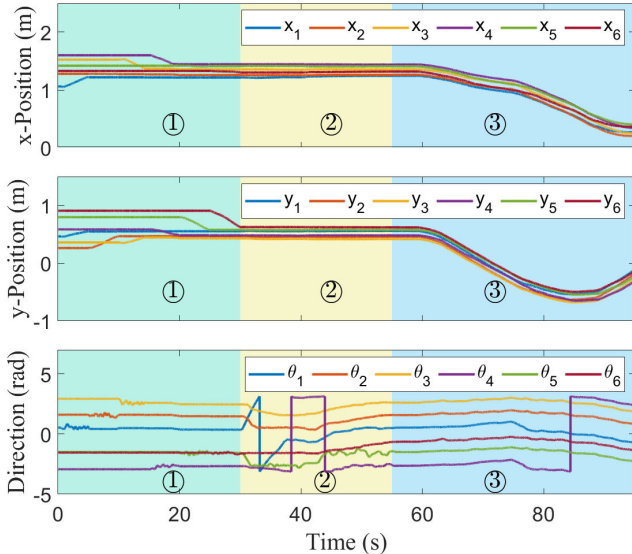 x₁ x₂ x₃ x₄ x₅ x₆
2
1
0
x-Position (m)
① ② ③
y₁ y₂ y₃ y₄ y₅ y₆
1
0
-1
y-Position (m)
① ② ③
θ₁ θ₂ θ₃ θ₄ θ₅ θ₆
5
0
-5
Direction (rad)
① ② ③
0 20 40 60 80
Time (s)